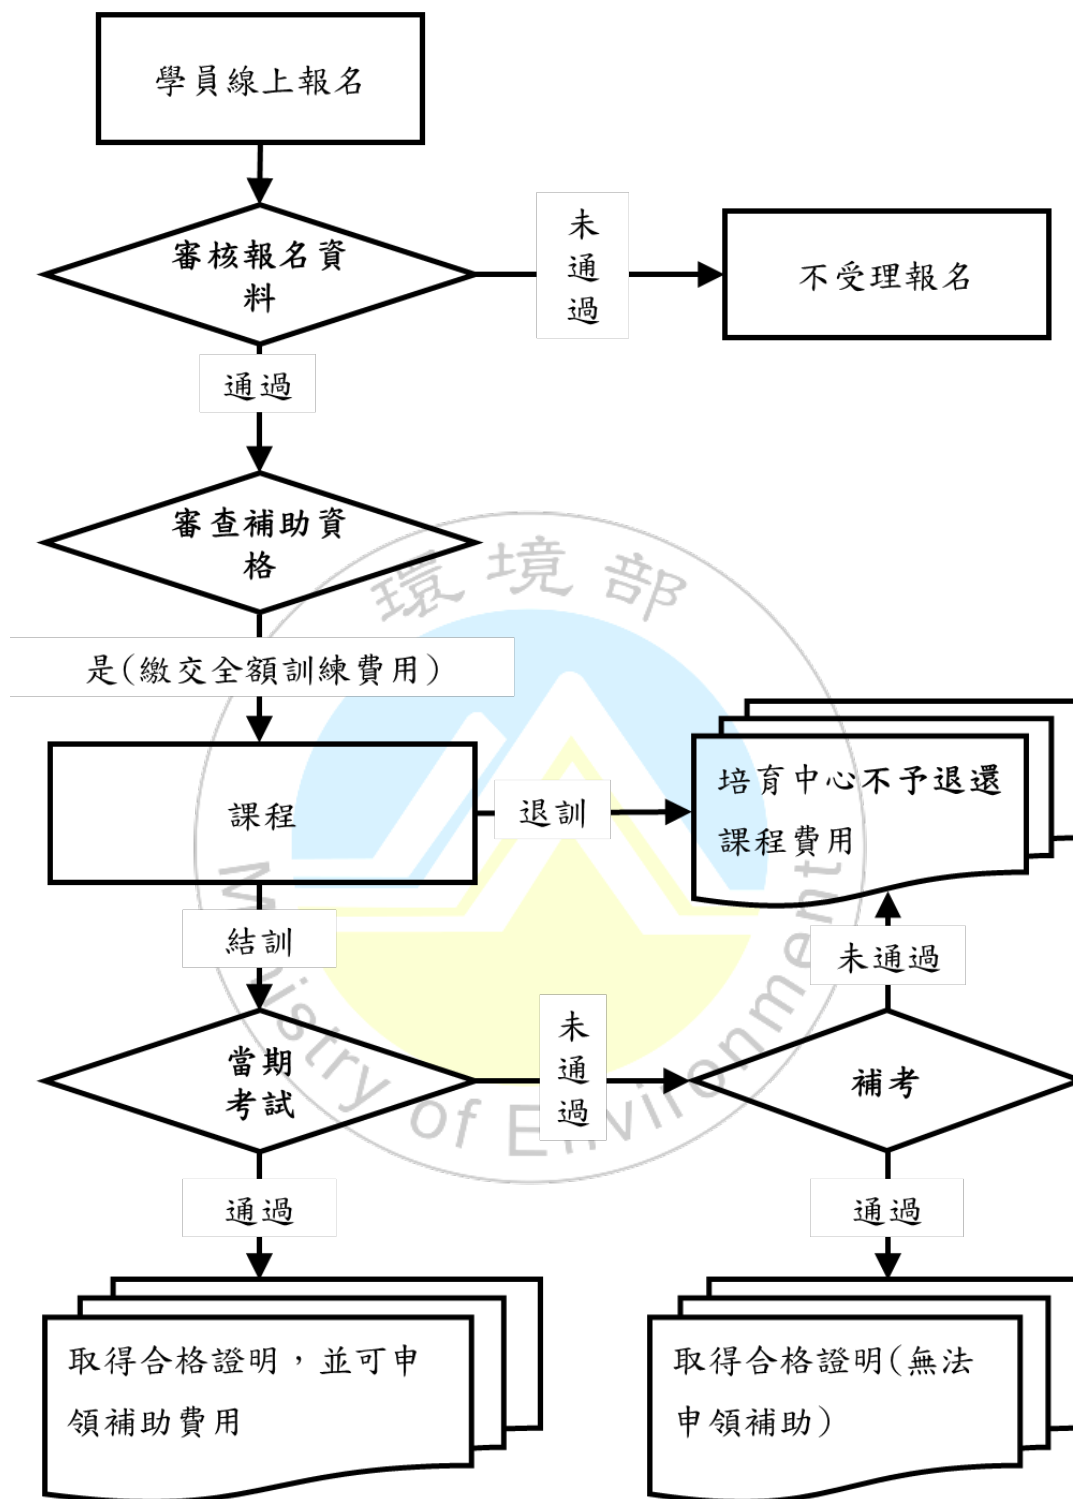 學員線上報名
審核報名資
料
未
通
過
不受理報名
通過
審查補助資
格
環境部
是(繳交全額訓練費用)
課程
退訓
培育中心不予退還
課程費用
結訓
未通過
當期
考試
未
通
過
補考
Ministry of Environment
通過
通過
取得合格證明，並可申
領補助費用
取得合格證明(無法
申領補助)